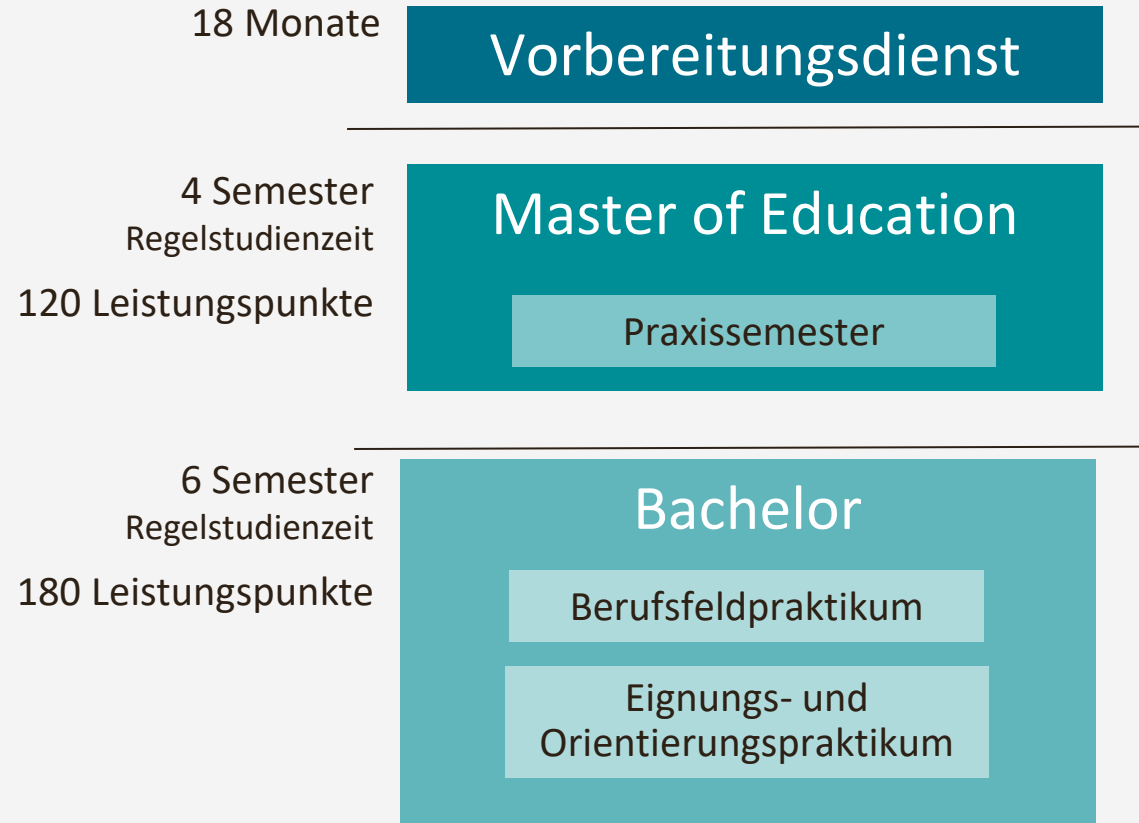 18 Monate
Vorbereitungsdienst
4 Semester
Regelstudienzeit
120 Leistungspunkte
Master of Education
Praxissemester
6 Semester
Regelstudienzeit
180 Leistungspunkte
Bachelor
Berufsfeldpraktikum
Eignungs- und
Orientierungspraktikum